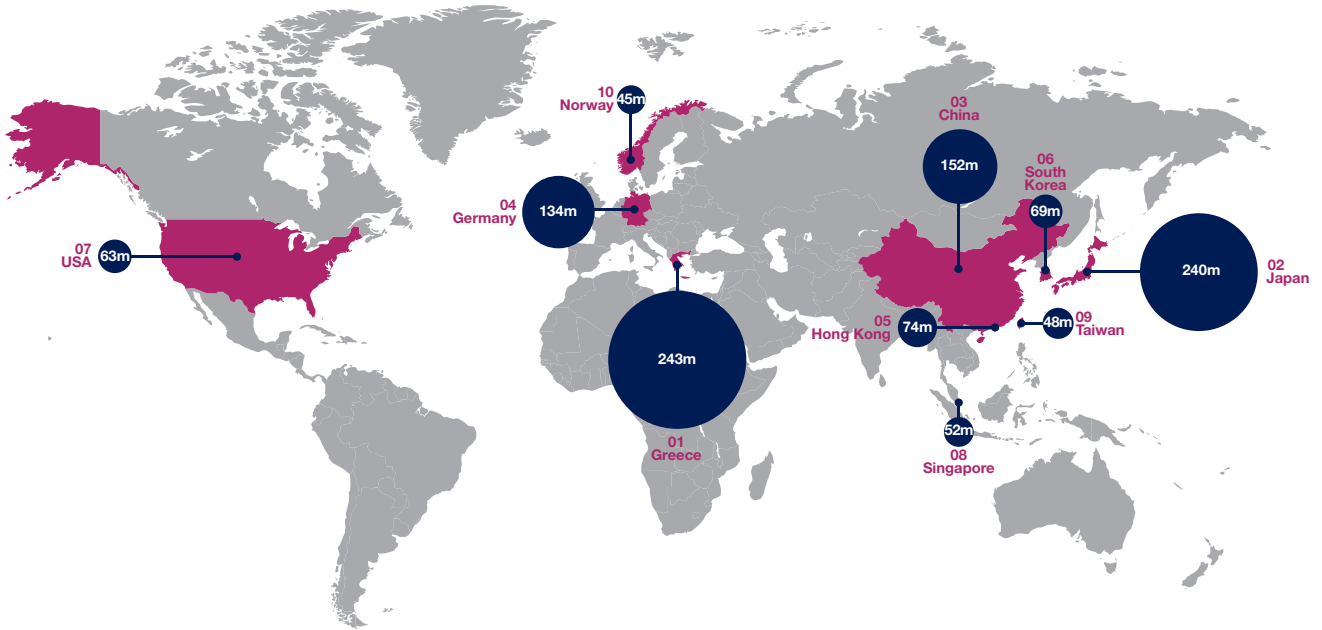 10
Norway
45m
03
China
152m
06
South
Korea
69m
04
Germany
134m
07
USA
63m
240m
02
Japan
05
Hong Kong
74m
48m
09
Taiwan
243m
01
Greece
52m
08
Singapore